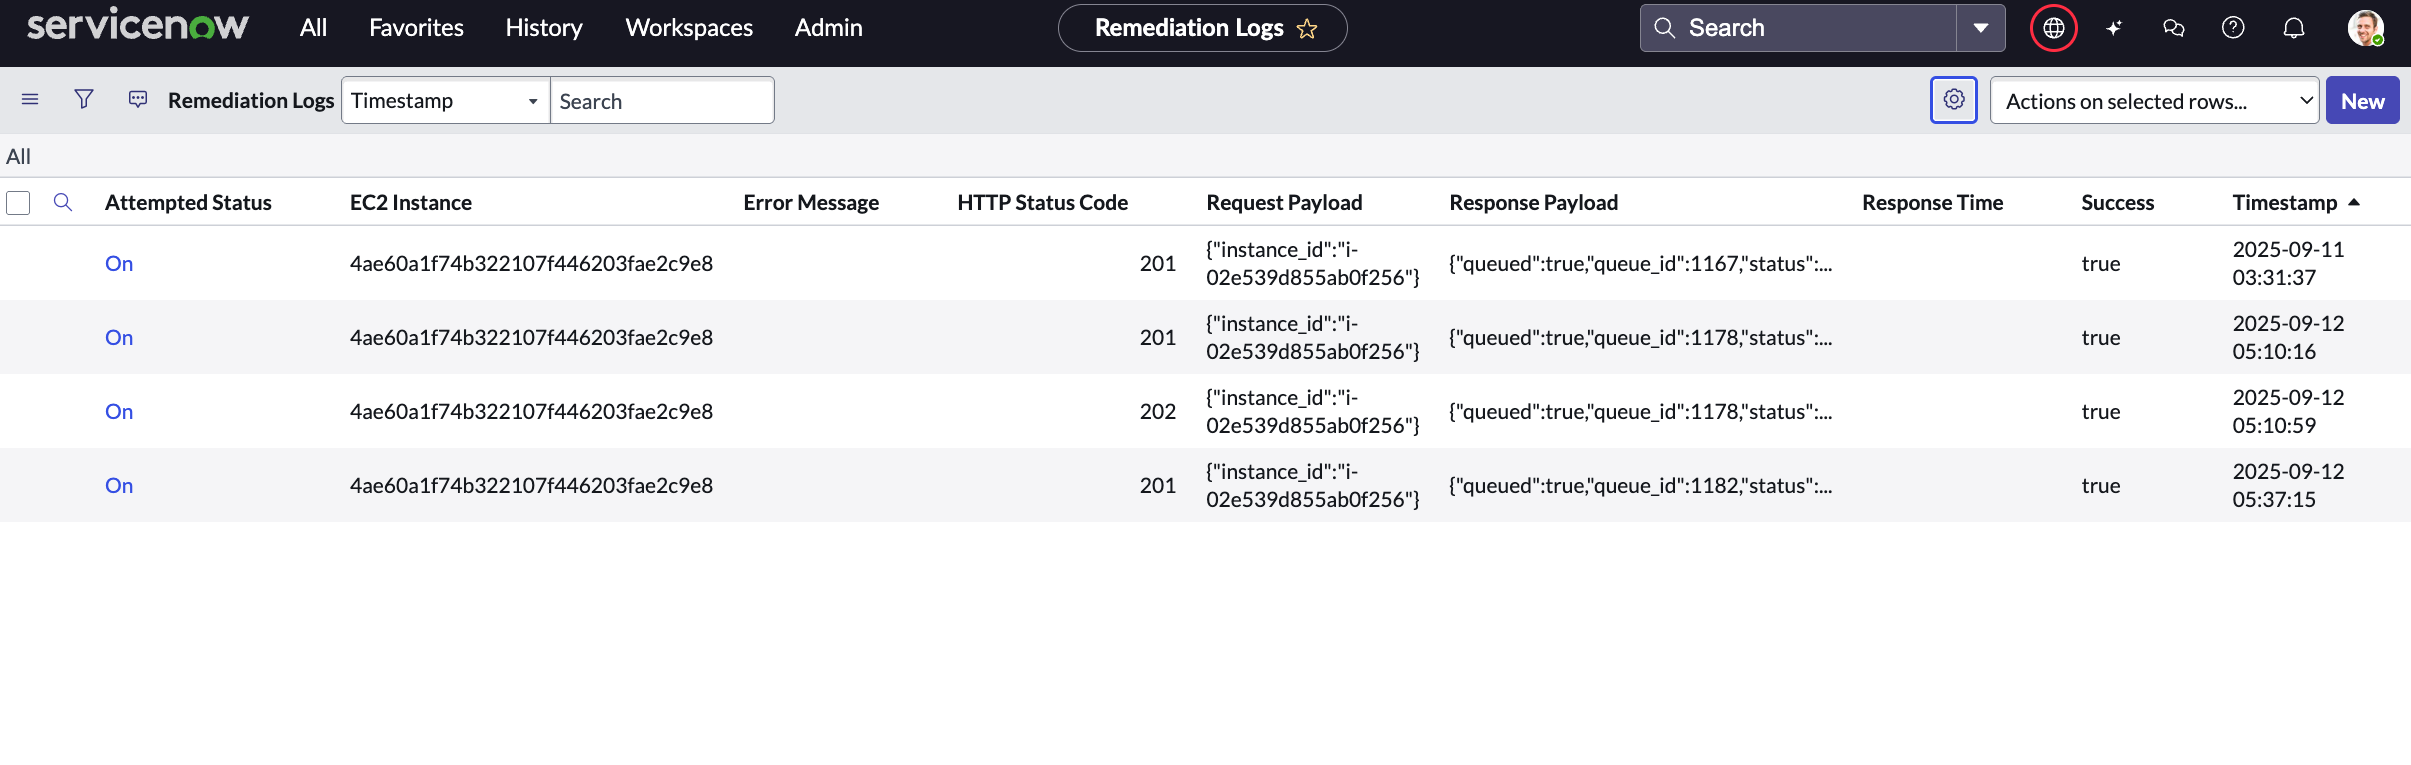 servicenow All Favorites History Workspaces Admin Remediation Logs Search
Remediation Logs Timestamp Search Actions on selected rows... New
All
Attempted Status EC2 Instance Error Message HTTP Status Code Request Payload Response Payload Response Time Success Timestamp
On 4ae60a1f74b322107f446203fae2c9e8 201 {"instance_id":"i- {"queued":true,"queue_id":1167,"status":... true 2025-09-11
02e539d855ab0f256"} 03:31:37
On 4ae60a1f74b322107f446203fae2c9e8 201 {"instance_id":"i- {"queued":true,"queue_id":1178,"status":... true 2025-09-12
02e539d855ab0f256"} 05:10:16
On 4ae60a1f74b322107f446203fae2c9e8 202 {"instance_id":"i- {"queued":true,"queue_id":1178,"status":... true 2025-09-12
02e539d855ab0f256"} 05:10:59
On 4ae60a1f74b322107f446203fae2c9e8 201 {"instance_id":"i- {"queued":true,"queue_id":1182,"status":... true 2025-09-12
02e539d855ab0f256"} 05:37:15